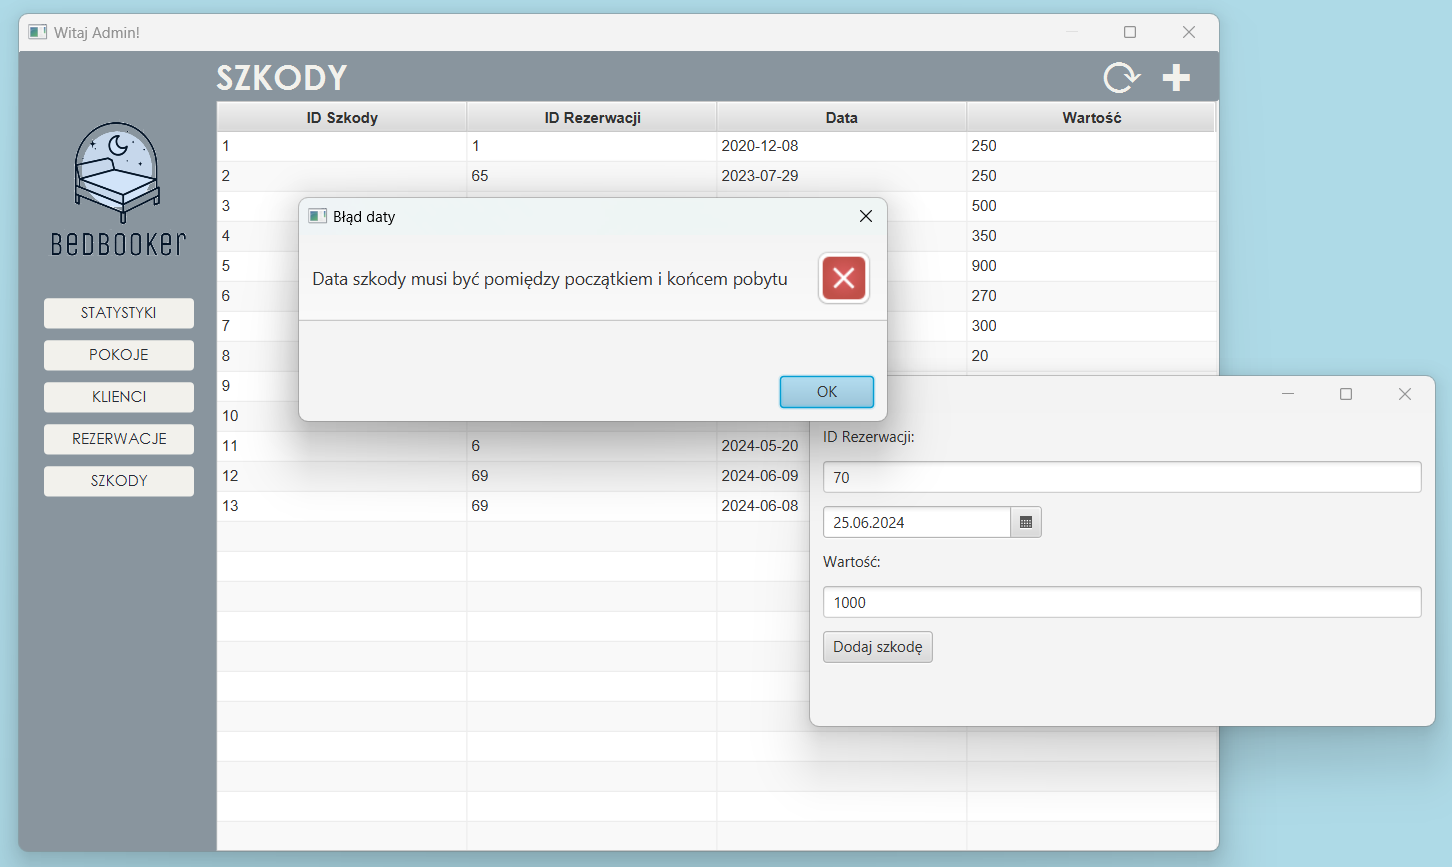 Witaj Admin!
SZKODY
BEDBOOKER
STATYSTYKI
POKOJE
KLIENCI
REZERWACJE
SZKODY
ID Szkody ID Rezerwacji Data Wartość
1 1 2020-12-08 250
2 65 2023-07-29 250
3 500
4 350
5 900
6 270
7 300
8 20
9
10
11 6 2024-05-20
12 69 2024-06-09
13 69 2024-06-08
Błąd daty
Data szkody musi być pomiędzy początkiem i końcem pobytu
OK
ID Rezerwacji:
70
25.06.2024
Wartość:
1000
Dodaj szkodę